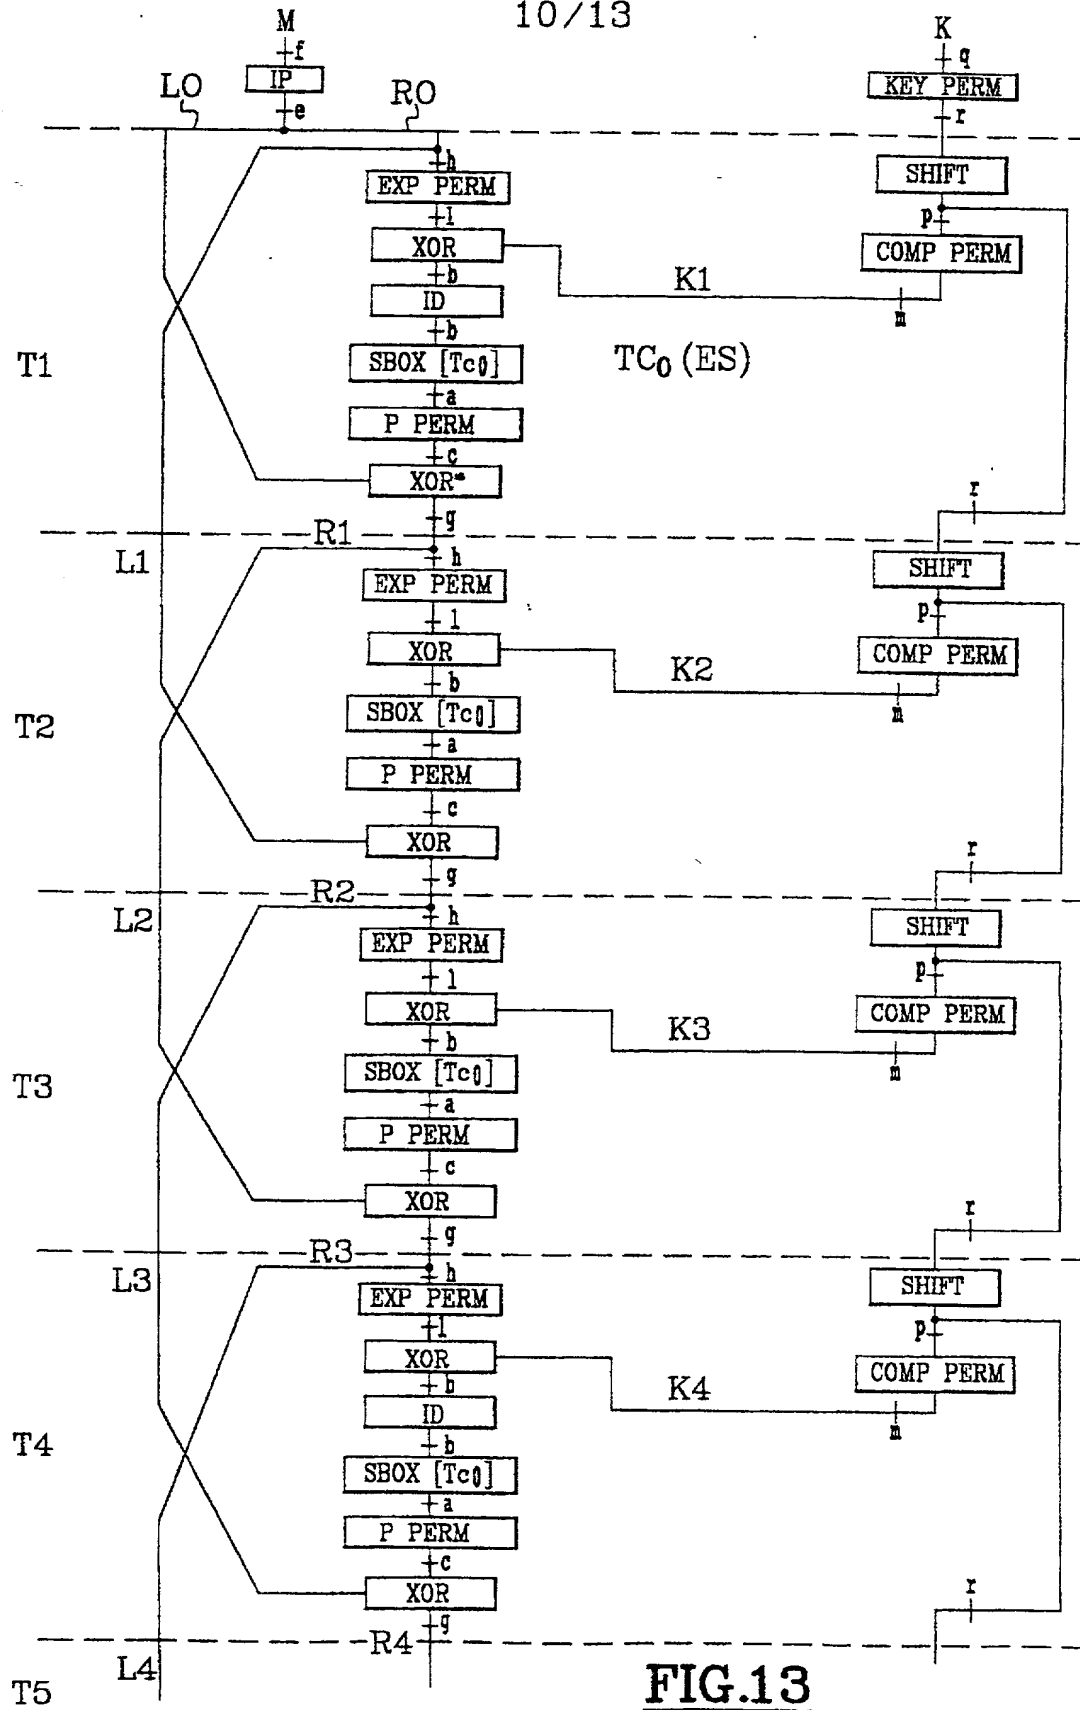 10/13
M K
f q
IP KEY PERM
L0 R0
e r
h
EXP PERM SHIFT
l p
XOR COMP PERM
b K1
ID m
b
T1 SBOX [Tc0] TC0 (ES)
a
P PERM
c
XOR*
r
g
R1
L1 h SHIFT
EXP PERM
l p
XOR COMP PERM
b K2
m
T2 SBOX [Tc0]
a
P PERM
c
XOR
r
g
R2
L2 h SHIFT
EXP PERM
l p
XOR COMP PERM
b K3
m
T3 SBOX [Tc0]
a
P PERM
c
XOR
r
g
R3
L3 h SHIFT
EXP PERM
l p
XOR COMP PERM
b K4
ID m
T4 b
SBOX [Tc0]
a
P PERM
c
XOR r
g
R4
L4
T5 FIG.13